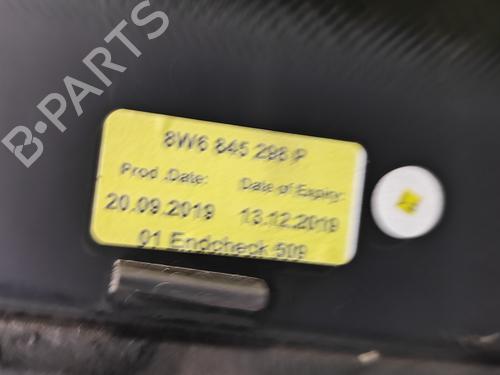 B-PARTS
8W6 845 298 P
Prod .Date: Date of Expiry:
20.09.2019 13.12.2019
01 Endcheck 509